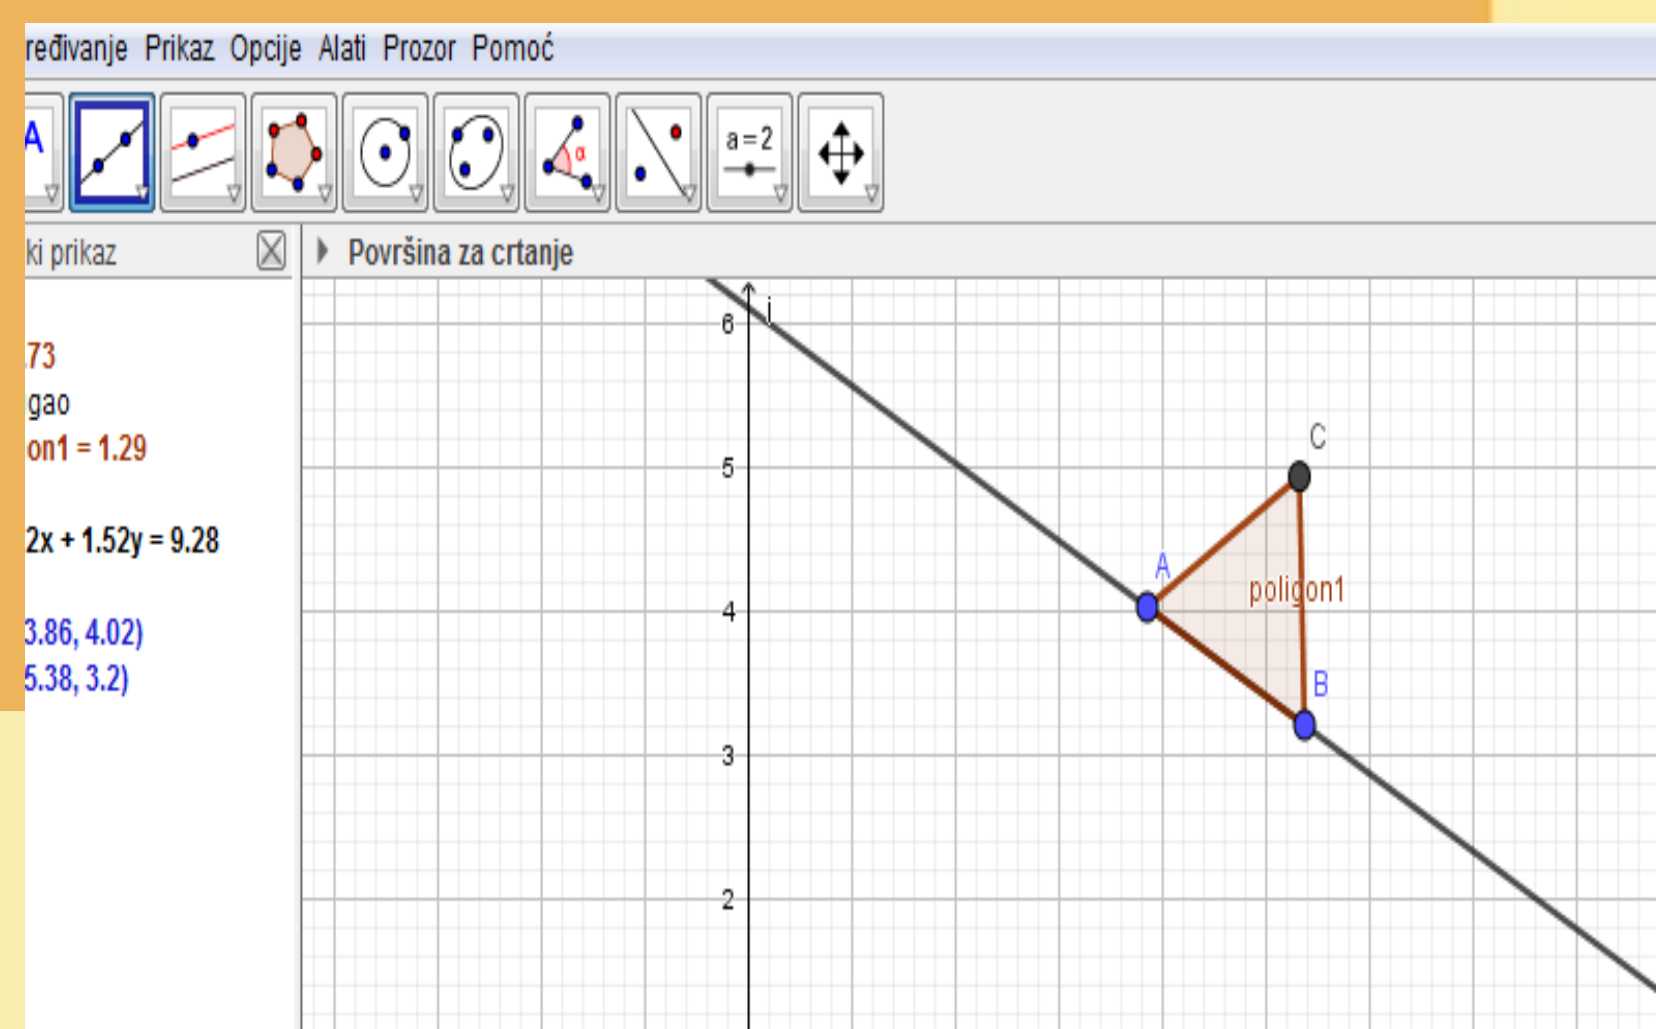 ređivanje Prikaz Opcije Alati Prozor Pomoć
A
α
a = 2
ki prikaz
Površina za crtanje
.73
gao
on1 = 1.29
2x + 1.52y = 9.28
3.86, 4.02)
5.38, 3.2)
i
6
C
5
A
poligon1
4
B
3
2